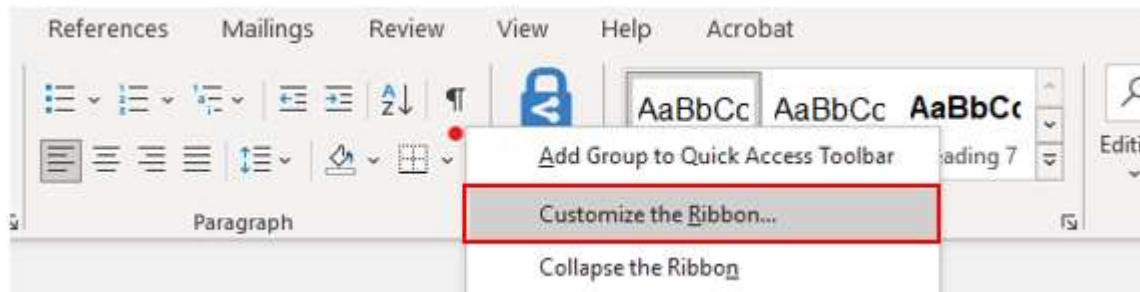 References Mailings Review View Help Acrobat
AaBbCc AaBbCc AaBbCc
Add Group to Quick Access Toolbar
eading 7
Editi
Customize the Ribbon...
Paragraph
Collapse the Ribbon